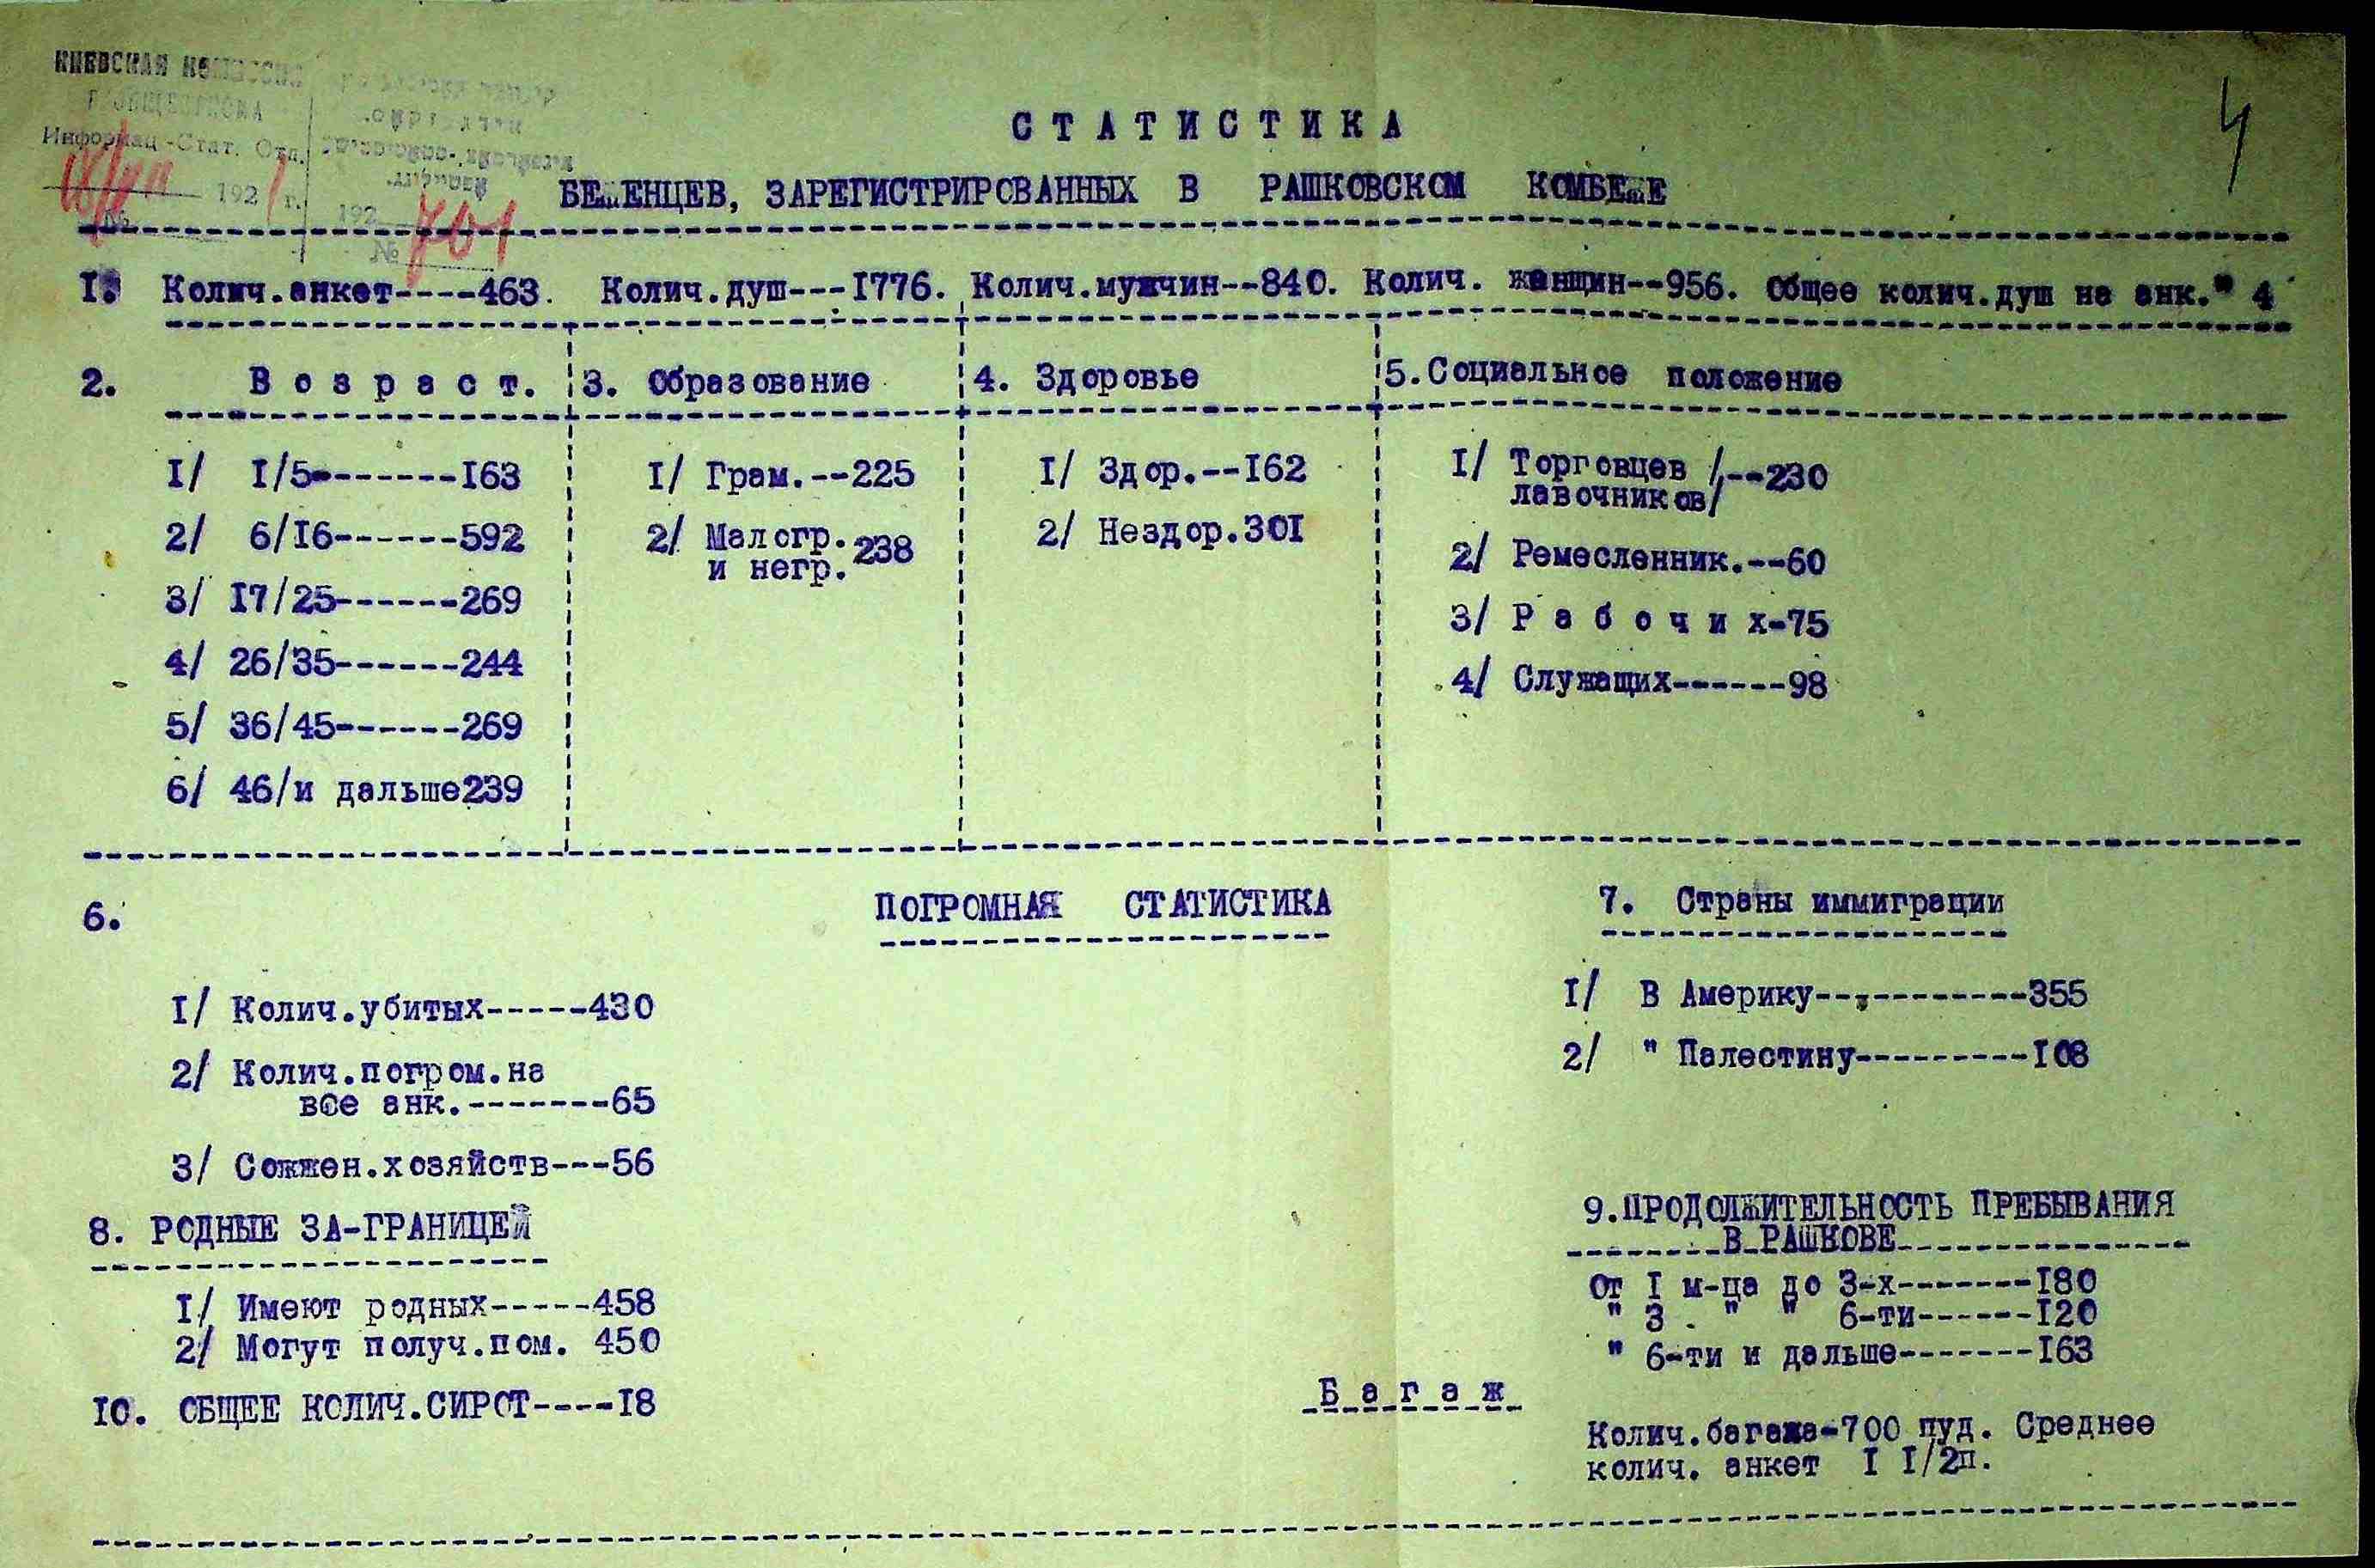 КИЕВСКАЯ
Информац-Стат. Отд.
192 г.
192
№
№ 701
4
СТАТИСТИКА
БЕЖЕНЦЕВ, ЗАРЕГИСТРИРОВАННЫХ В РАШКОВСКОМ КОМБЕЖЕ
I. Колич.анкет----463. Колич.душ---I776. Колич.мужчин--840. Колич. женщин--956. Общее колич.душ на анк." 4
2. Возраст.
I/ I/5--------I63
2/ 6/I6------592
3/ I7/25------269
4/ 26/35------244
5/ 36/45------269
6/ 46/и дальше239
3. Образование
I/ Грам.--225
2/ Малогр. 238
и негр.
4. Здоровье
I/ Здор.--I62
2/ Нездор.30I
5.Социальное положение
I/ Торговцев /--230
лавочников/
2/ Ремесленник.--60
3/ Рабочих-75
4/ Служащих------98
6. ПОГРОМНАЯ СТАТИСТИКА
I/ Колич.убитых-----430
2/ Колич.погром.на
все анк.--------65
3/ Сожжен.хозяйств---56
7. Страны иммиграции
I/ В Америку------------355
2/ " Палестину---------I08
8. РОДНЫЕ ЗА-ГРАНИЦЕЙ
I/ Имеют родных-----458
2/ Могут получ.пом. 450
9.ПРОДОЛЖИТЕЛЬНОСТЬ ПРЕБЫВАНИЯ
В РАШКОВЕ
От I м-ца до 3-х-------I80
" 3 . " " 6-ти------I20
" 6-ти и дальше-------I63
IO. ОБЩЕЕ КОЛИЧ.СИРОТ----I8
Багаж
Колич.багажа-700 пуд. Среднее
колич. анкет I I/2п.